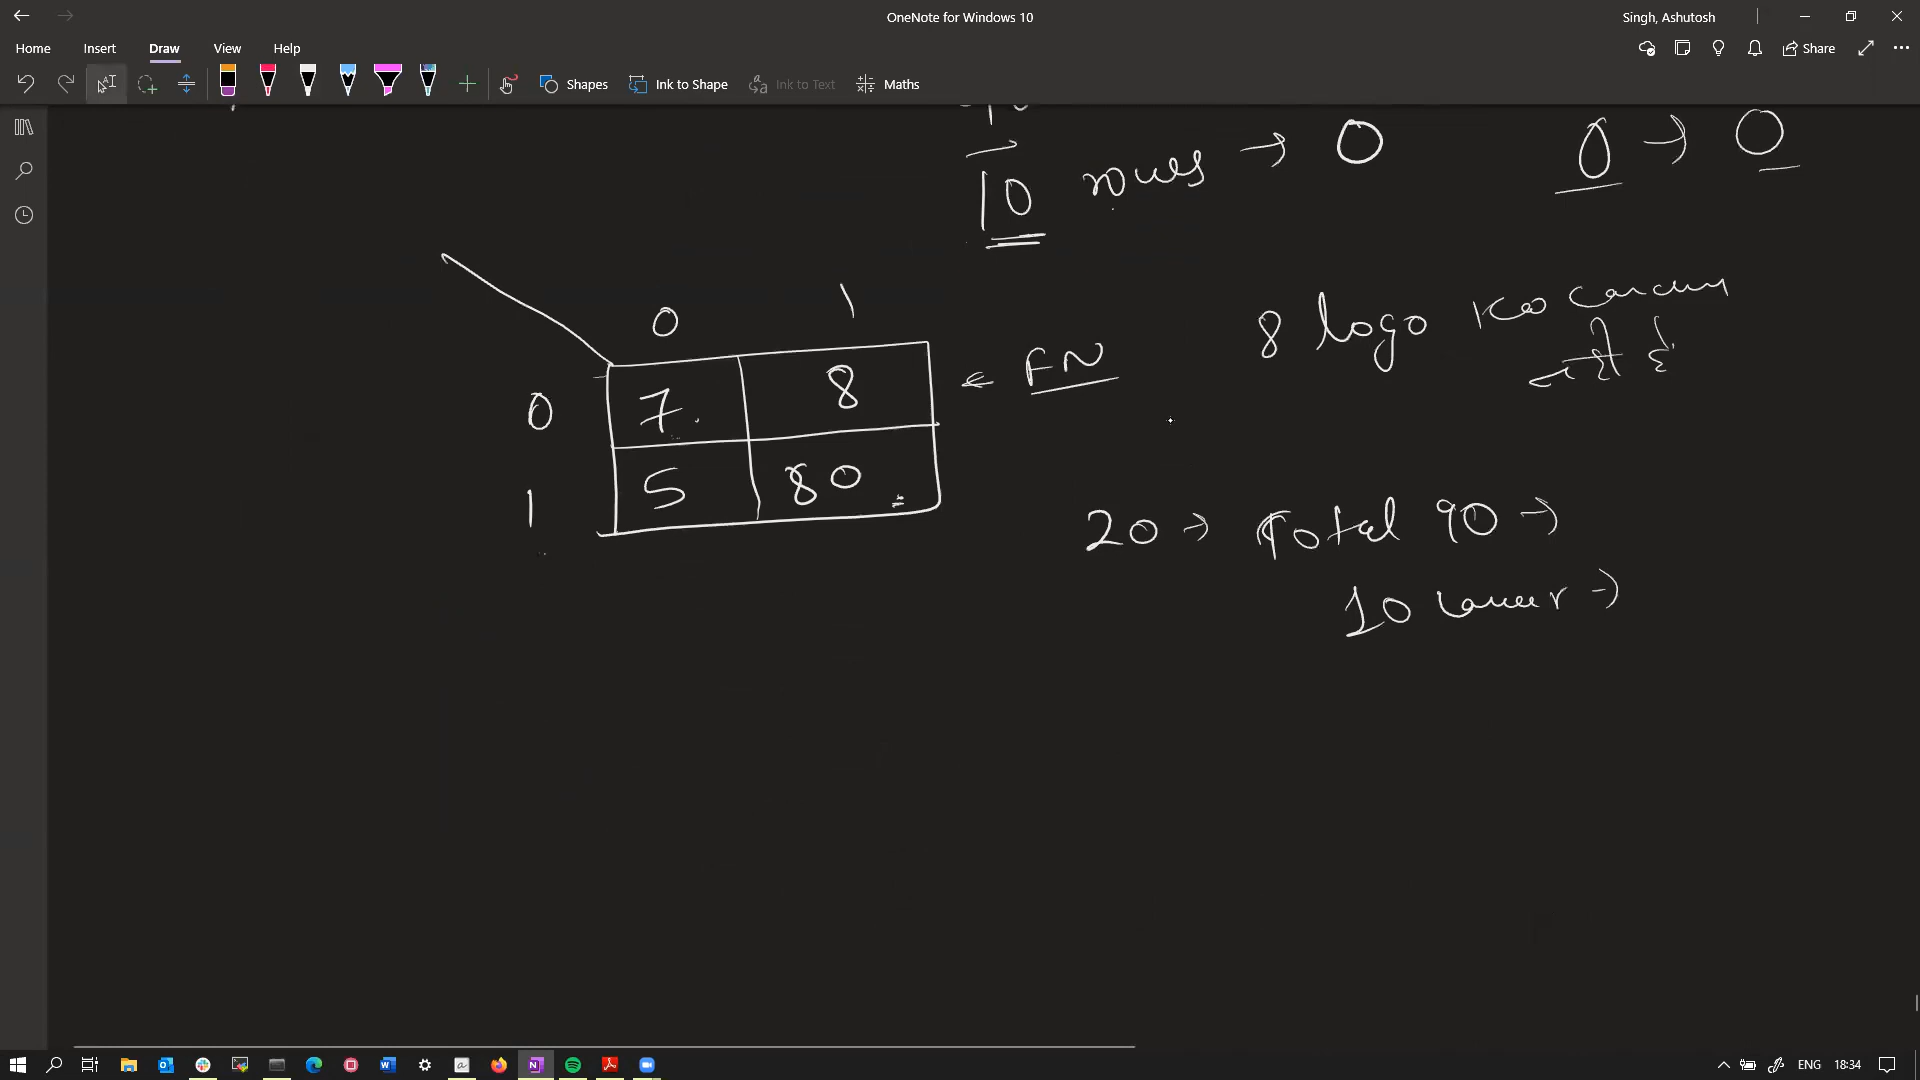 OneNote for Windows 10
Singh, Ashutosh
Home Insert Draw View Help
Share
Shapes Ink to Shape Ink to Text Maths
10 rows → 0
0 → 0
0 1
0 7 8 ← FN
1 5 80
8 logo ko cancer
नहीं है
20 → Total 90 →
10 cancer →
ENG 18:34